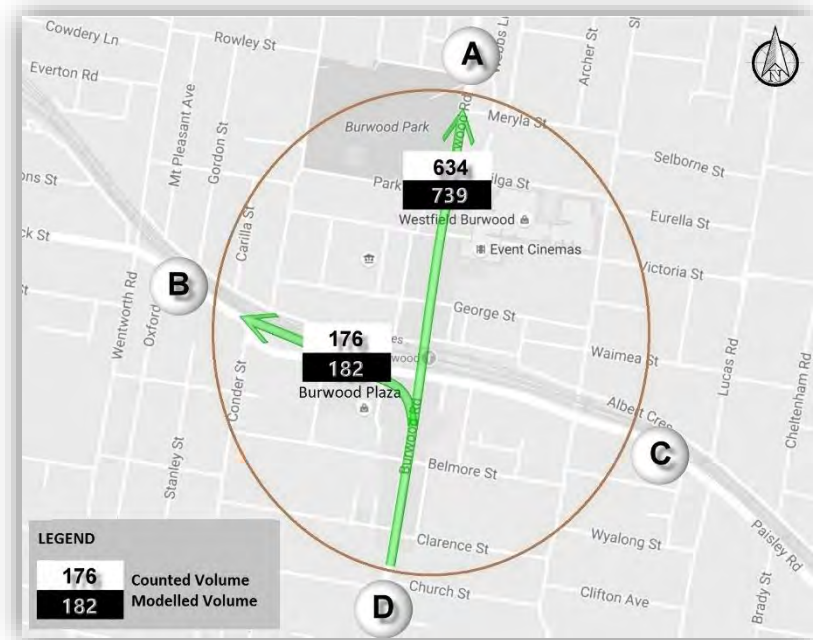 Cowdery Ln
Rowley St
Everton Rd
Mt Pleasant Ave
Gordon St
A
Archer St
N
Burwood Park
Meryla St
Selborne St
634
739
Park
Westfield Burwood
Eurella St
Event Cinemas
Victoria St
Carilla St
B
Wentworth Rd
Oxford
George St
Waimea St
176
182
Burwood Plaza
Conder St
Burwood Rd
Lucas Rd
Cheltenham Rd
Albert Cres
C
Stanley St
Belmore St
Clarence St
Wyalong St
Paisley Rd
D
Church St
Clifton Ave
Brady St
LEGEND
176
Counted Volume
182
Modelled Volume